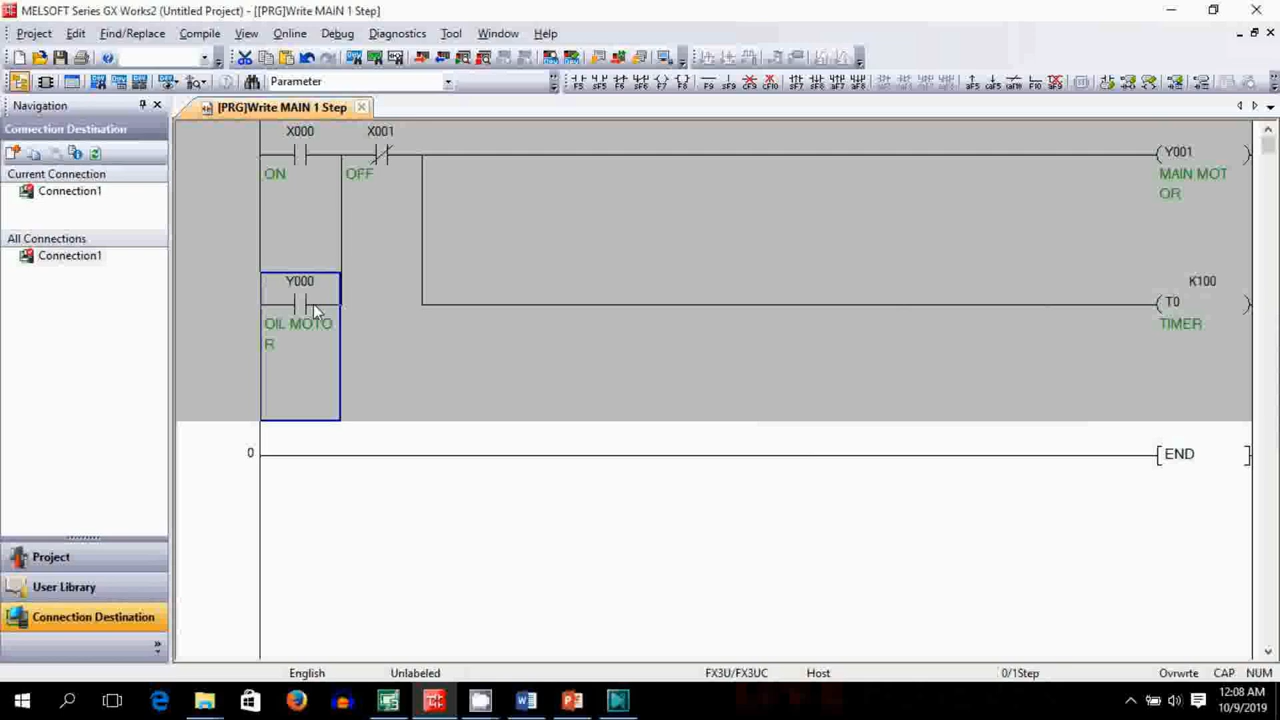 MELSOFT Series GX Works2 (Untitled Project) - [[PRG]Write MAIN 1 Step]
Project Edit Find/Replace Compile View Online Debug Diagnostics Tool Window Help
Parameter
Navigation
[PRG]Write MAIN 1 Step
Connection Destination
Current Connection
Connection1
All Connections
Connection1
Project
User Library
Connection Destination
X000 X001
Y001
ON OFF MAIN MOT
OR
Y000 K100
T0
OIL MOTO TIMER
R
0 END
English Unlabeled FX3U/FX3UC Host 0/1Step Ovrwrte CAP NUM
12:08 AM
10/9/2019